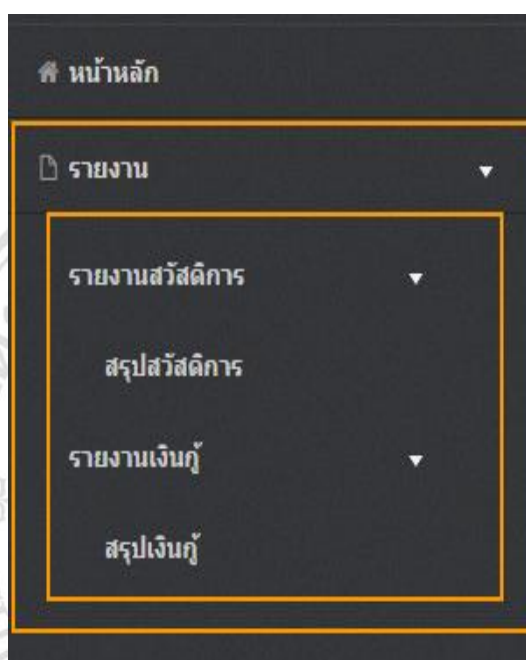 หน้าหลัก
รายงาน
รายงานสวัสดิการ
สรุปสวัสดิการ
รายงานเงินกู้
สรุปเงินกู้